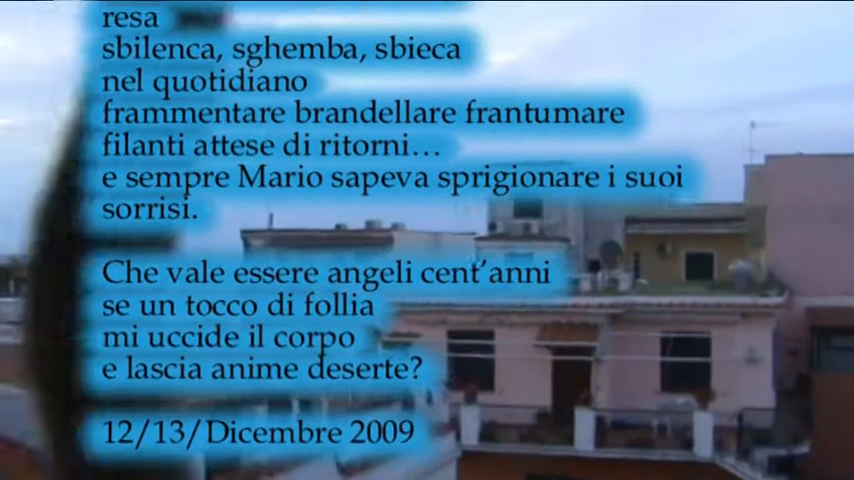 resa
sbilenca, sghemba, sbieca
nel quotidiano
frammentare brandellare frantumare
filanti attese di ritorni…
e sempre Mario sapeva sprigionare i suoi
sorrisi.
Che vale essere angeli cent’anni
se un tocco di follia
mi uccide il corpo
e lascia anime deserte?
12/13/Dicembre 2009